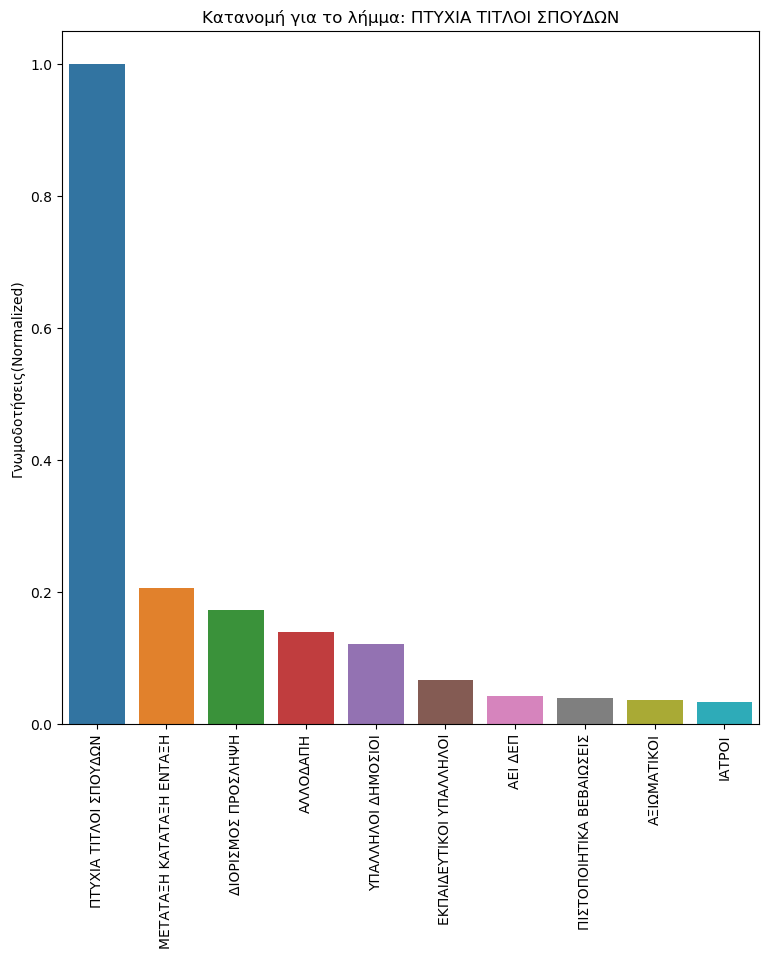 Κατανομή για το λήμμα: ΠΤΥΧΙΑ ΤΙΤΛΟΙ ΣΠΟΥΔΩΝ
Γνωμοδοτήσεις(Normalized)
1.0
0.8
0.6
0.4
0.2
0.0
ΠΤΥΧΙΑ ΤΙΤΛΟΙ ΣΠΟΥΔΩΝ
ΜΕΤΑΤΑΞΗ ΚΑΤΑΤΑΞΗ ΕΝΤΑΞΗ
ΔΙΟΡΙΣΜΟΣ ΠΡΟΣΛΗΨΗ
ΑΛΛΟΔΑΠΗ
ΥΠΑΛΛΗΛΟΙ ΔΗΜΟΣΙΟΙ
ΕΚΠΑΙΔΕΥΤΙΚΟΙ ΥΠΑΛΛΗΛΟΙ
ΑΕΙ ΔΕΠ
ΠΙΣΤΟΠΟΙΗΤΙΚΑ ΒΕΒΑΙΩΣΕΙΣ
ΑΞΙΩΜΑΤΙΚΟΙ
ΙΑΤΡΟΙ